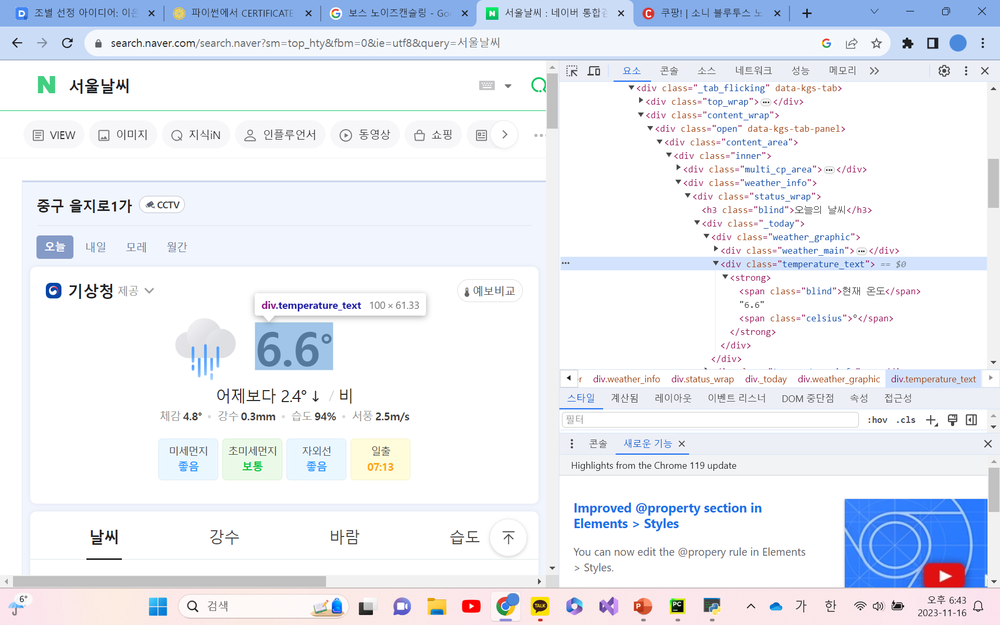 조별 선정 아이디어: 이은
파이썬에서 CERTIFICATE_
보스 노이즈캔슬링 - Goo
서울날씨 : 네이버 통합검
쿠팡! | 소니 블루투스 노
search.naver.com/search.naver?sm=top_hty&fbm=0&ie=utf8&query=서울날씨
서울날씨
VIEW
이미지
지식iN
인플루언서
동영상
쇼핑
중구 을지로1가
CCTV
오늘
내일
모레
월간
기상청 제공
예보비교
div.temperature_text 100 × 61.33
6.6°
어제보다 2.4° ↓ / 비
체감 4.8° • 강수 0.3mm • 습도 94% • 서풍 2.5m/s
미세먼지
좋음
초미세먼지
보통
자외선
좋음
일출
07:13
날씨
강수
바람
습도
요소
콘솔
소스
네트워크
성능
메모리
<div class="_tab_flicking" data-kgs-tab>
<div class="top_wrap">…</div>
<div class="content_wrap">
<div class="open" data-kgs-tab-panel>
<div class="content_area">
<div class="inner">
<div class="multi_cp_area">…</div>
<div class="weather_info">
<div class="status_wrap">
<h3 class="blind">오늘의 날씨</h3>
<div class="_today">
<div class="weather_graphic">
<div class="weather_main">…</div>
<div class="temperature_text> == $0
<strong>
<span class="blind">현재 온도</span>
"6.6"
<span class="celsius">°</span>
</strong>
</div>
</div>
r
div.weather_info
div.status_wrap
div._today
div.weather_graphic
div.temperature_text
스타일
계산됨
레이아웃
이벤트 리스너
DOM 중단점
속성
접근성
필터
:hov
.cls
콘솔
새로운 기능
Highlights from the Chrome 119 update
Improved @property section in
Elements > Styles
You can now edit the @propery rule in Elements
> Styles.
6°
검색
TALK
가
한
오후 6:43
2023-11-16